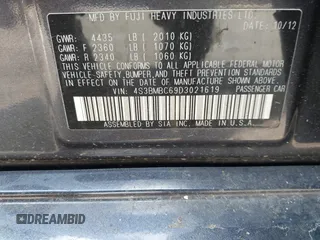 MFD BY FUJI HEAVY INDUSTRIES LTD.
DATE: 10/12
GVWR: 4435 LB ( 2010 KG)
GAWR: F 2360 LB ( 1070 KG)
GAWR: R 2340 LB ( 1060 KG)
THIS VEHICLE CONFORMS TO ALL APPLICABLE FEDERAL MOTOR
VEHICLE SAFETY, BUMPER, AND THEFT PREVENTION STANDARDS
IN EFFECT ON THE DATE OF MANUFACTURE SHOWN ABOVE.
VIN: 4S3BMBC69D3021619 PASSENGER CAR
ASSEMBLED BY SIA INC. MADE IN U.S.A.
DREAMBID